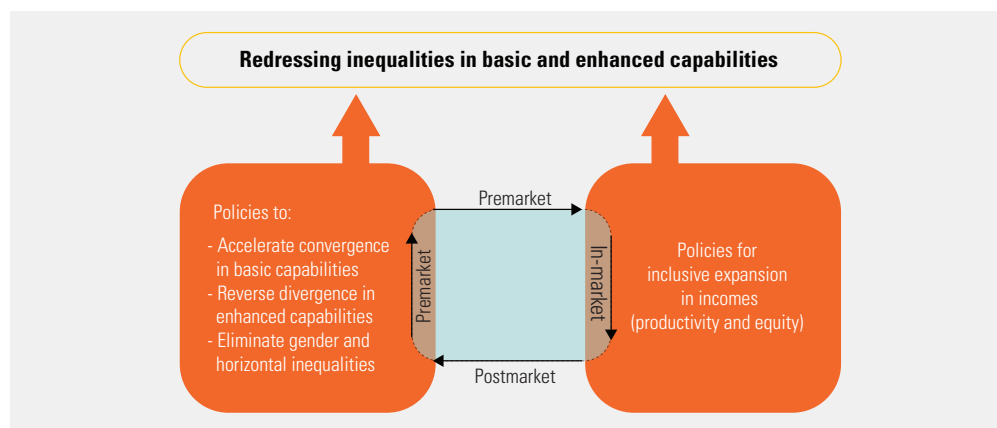 Redressing inequalities in basic and enhanced capabilities
Policies to:
- Accelerate convergence
in basic capabilities
- Reverse divergence in
enhanced capabilities
- Eliminate gender and
horizontal inequalities
Premarket
Premarket
In-market
Postmarket
Policies for
inclusive expansion
in incomes
(productivity and equity)